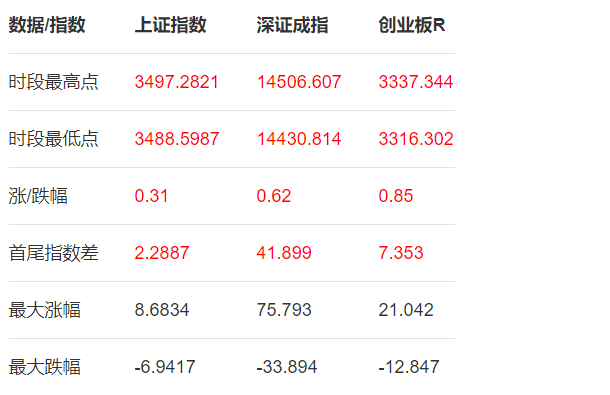 数据/指数 上证指数 深证成指 创业板R
时段最高点 3497.2821 14506.607 3337.344
时段最低点 3488.5987 14430.814 3316.302
涨/跌幅 0.31 0.62 0.85
首尾指数差 2.2887 41.899 7.353
最大涨幅 8.6834 75.793 21.042
最大跌幅 -6.9417 -33.894 -12.847